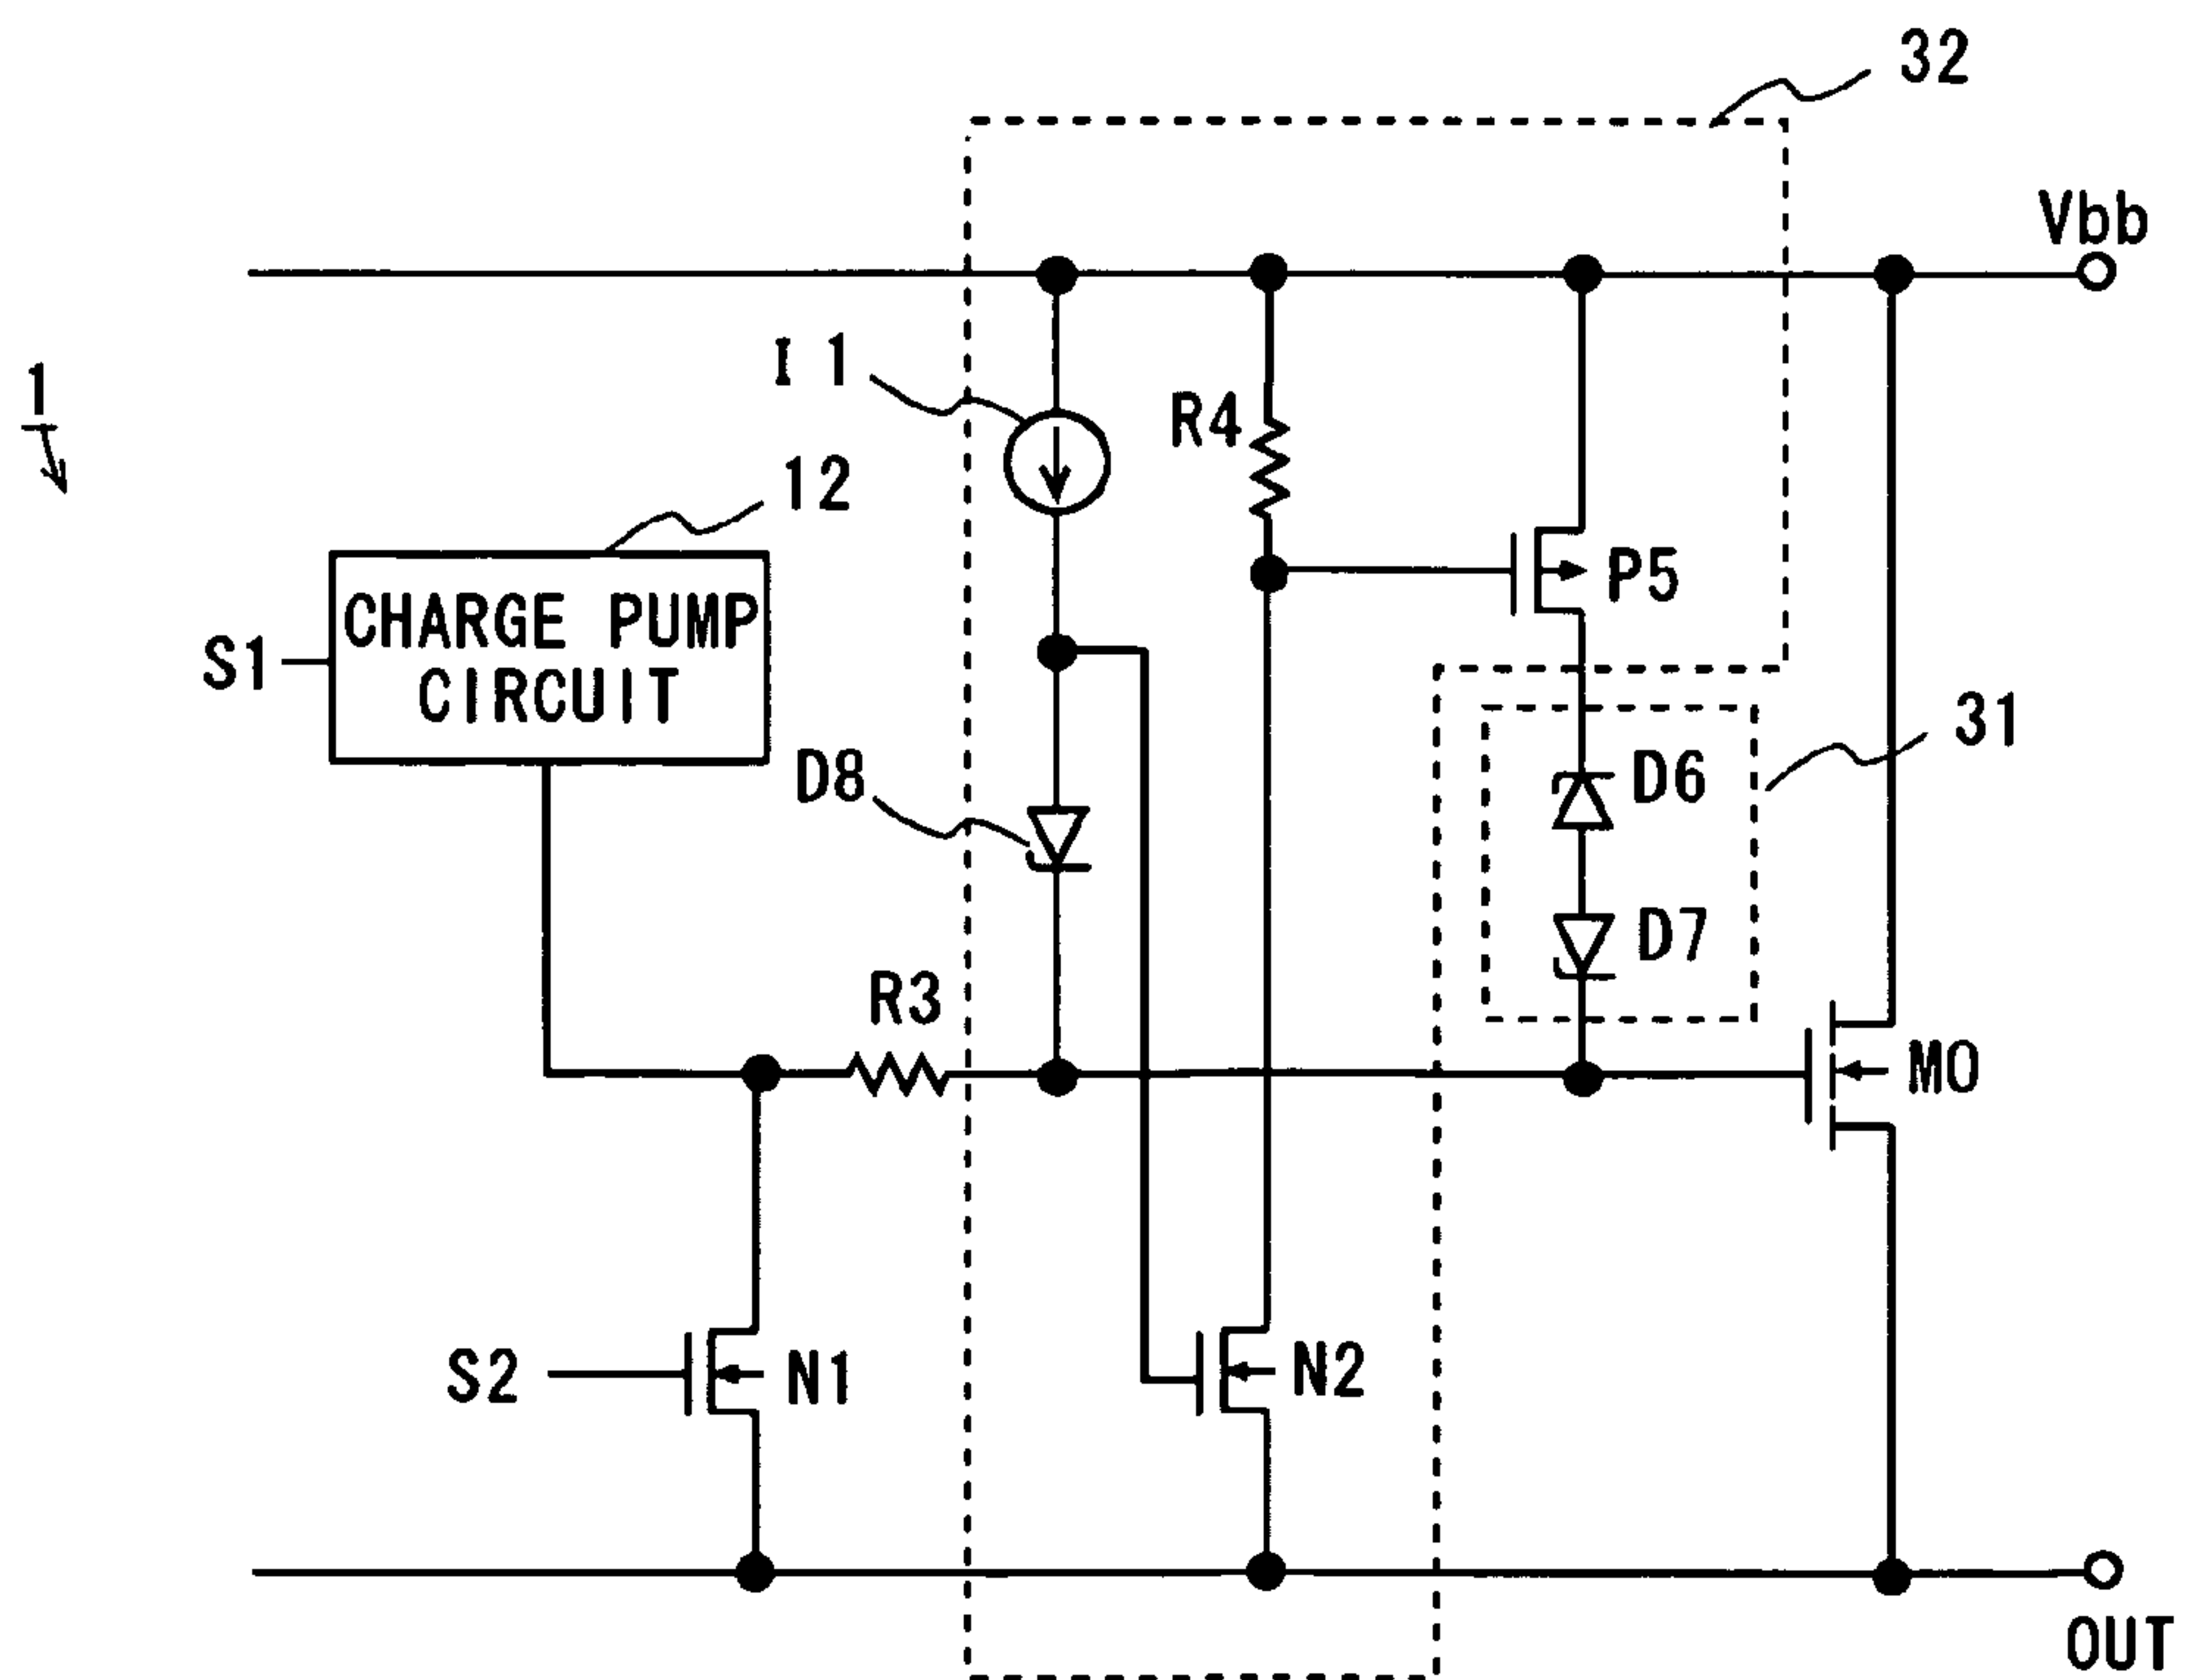 32
Vbb
I 1
1
R4
12
CHARGE PUMP
CIRCUIT
S1
P5
31
D8
D6
D7
R3
M0
S2
N1
N2
OUT